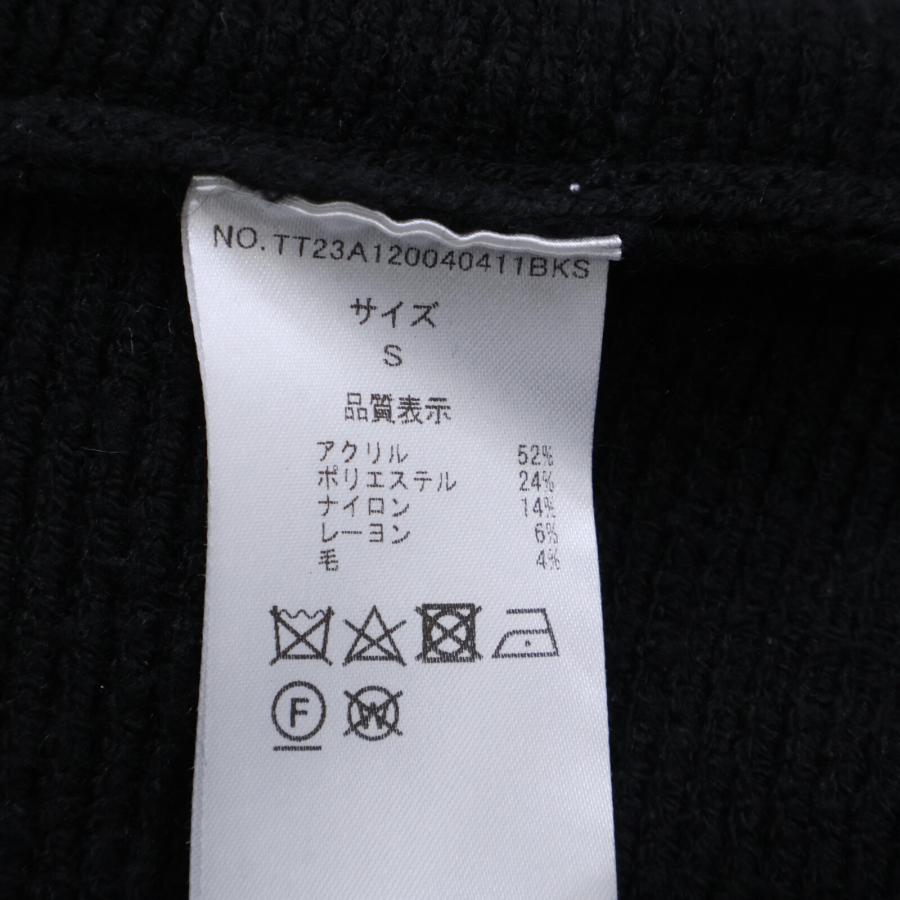 NO.TT23A120040411BKS
サイズ
S
品質表示
アクリル 52%
ポリエステル 24%
ナイロン 14%
レーヨン 6%
毛 4%
F W